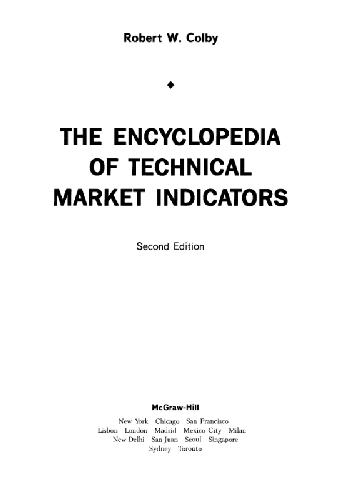 Robert W. Colby
THE ENCYCLOPEDIA
OF TECHNICAL
MARKET INDICATORS
Second Edition
McGraw-Hill
New York Chicago San Francisco
Lisbon London Madrid Mexico City Milan
New Delhi San Juan Seoul Singapore
Sydney Toronto